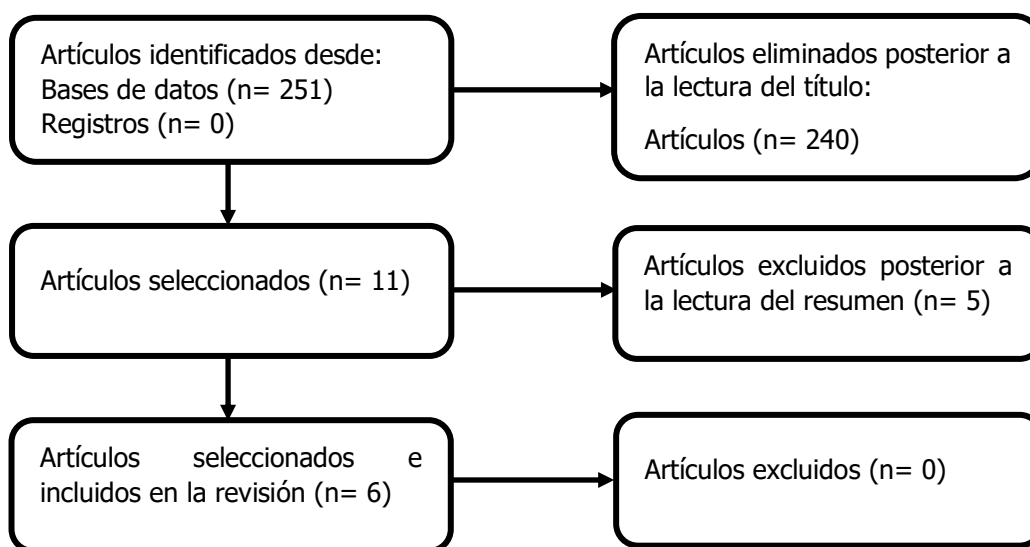 Artículos identificados desde:
Bases de datos (n= 251)
Registros (n= 0)
Artículos eliminados posterior a
la lectura del título:
Artículos (n= 240)
Artículos seleccionados (n= 11)
Artículos excluidos posterior a
la lectura del resumen (n= 5)
Artículos seleccionados e
incluidos en la revisión (n= 6)
Artículos excluidos (n= 0)